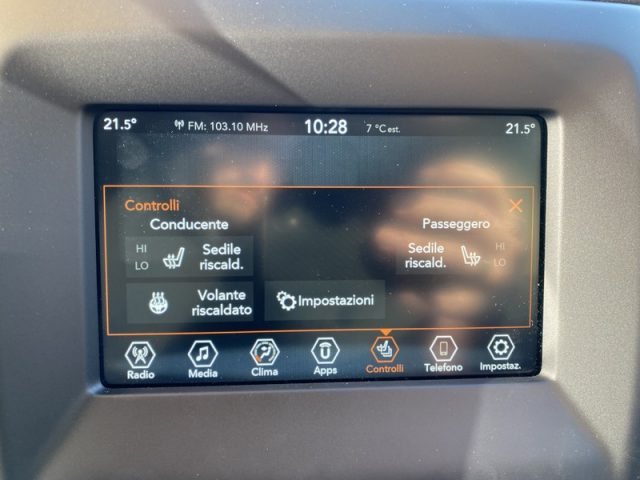 21.5° FM: 103.10 MHz 10:28 7 °C est. 21.5°
Controlli
Conducente Passeggero
HI
LO
Sedile
riscald.
Sedile
riscald.
HI
LO
Volante
riscaldato
Impostazioni
Radio Media Clima Apps Controlli Telefono Impostaz.